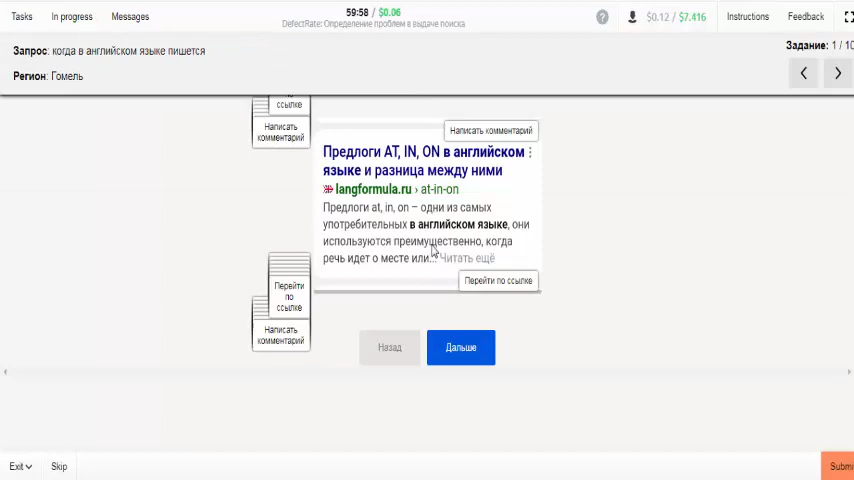 Tasks In progress Messages 59:58 / $0.06 $0.12 / $7.416 Instructions Feedback
DefectRate: Определение проблем в выдаче поиска
Запрос: когда в английском языке пишется Задание: 1 / 10
Регион: Гомель
ссылке
Написать
комментарий
Написать комментарий
Предлоги AT, IN, ON в английском
языке и разница между ними
langformula.ru › at-in-on
Предлоги at, in, on – одни из самых
употребительных в английском языке, они
используются преимущественно, когда
речь идет о месте или... Читать ещё
Перейти по ссылке
Перейти
по
ссылке
Написать
комментарий
Назад Дальше
Exit Skip Submi